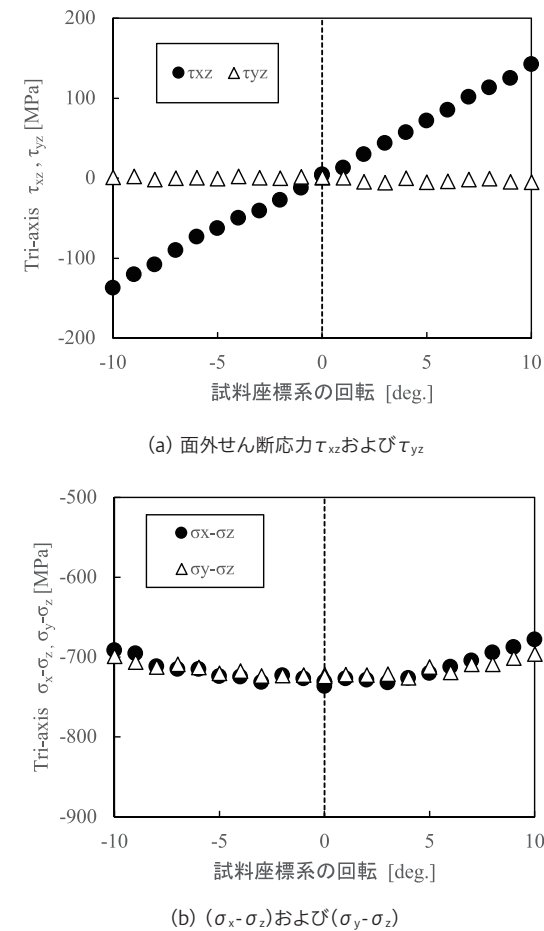 200
100
0
-100
-200
Tri-axis τxz , τyz [MPa]
τxz τyz
-10 -5 0 5 10
試料座標系の回転 [deg.]
(a) 面外せん断応力τxzおよびτyz
-500
-600
-700
-800
-900
Tri-axis σx-σz, σy-σz [MPa]
σx-σz
σy-σz
-10 -5 0 5 10
試料座標系の回転 [deg.]
(b) (σx-σz)および(σy-σz)